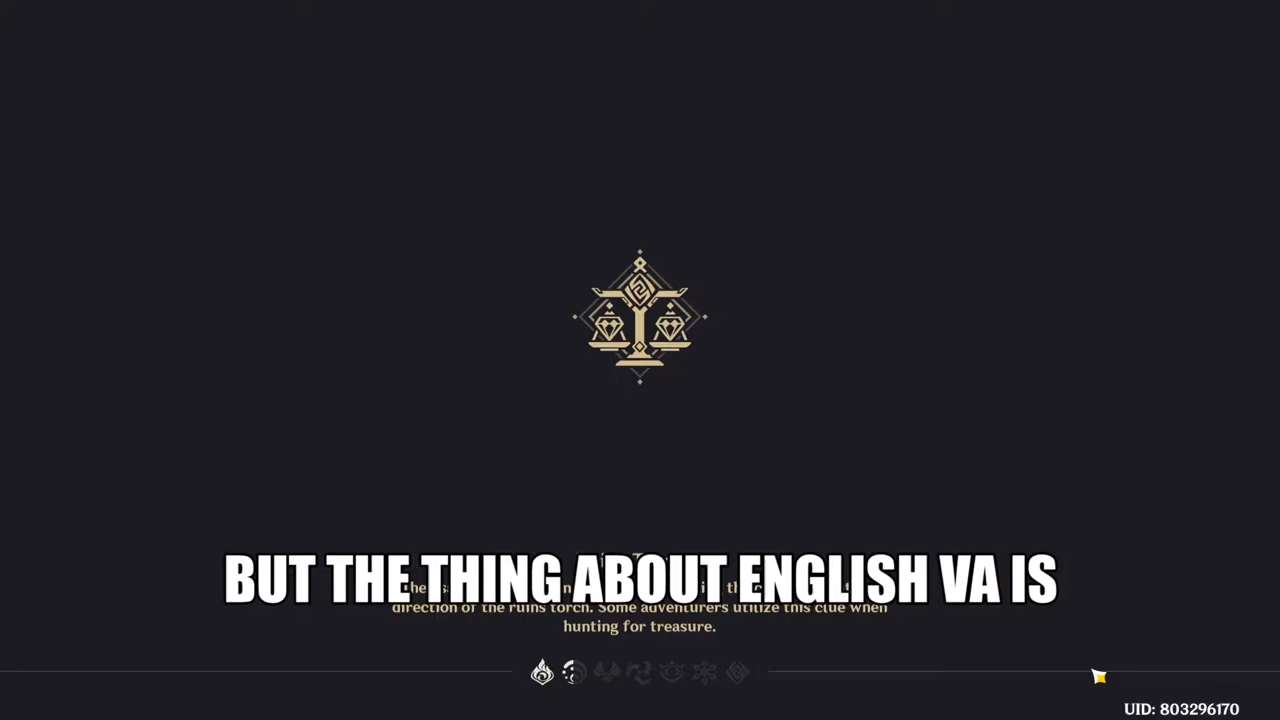 BUT THE THING ABOUT ENGLISH VA IS
direction of the ruins torch. Some adventurers utilize this clue when
hunting for treasure.
UID: 803296170